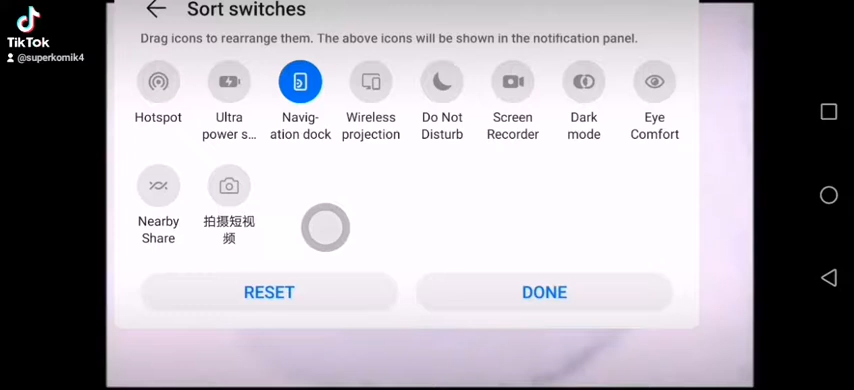 Sort switches
TikTok
@superkomik4
Drag icons to rearrange them. The above icons will be shown in the notification panel.
Hotspot
Ultra
power s...
Navig-
ation dock
Wireless
projection
Do Not
Disturb
Screen
Recorder
Dark
mode
Eye
Comfort
Nearby
Share
拍摄短视
频
RESET
DONE